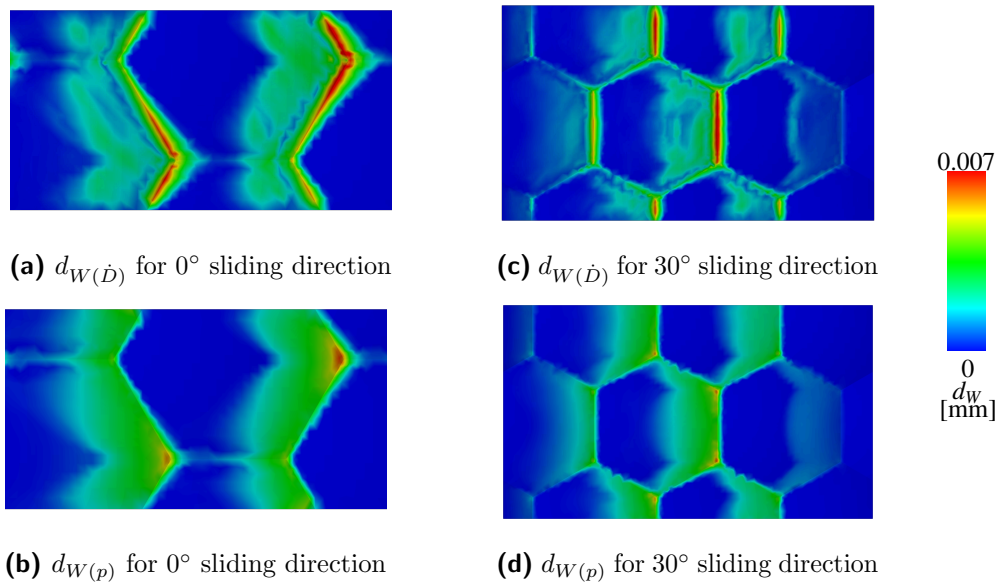 (a) d_{W(Ḋ)} for 0° sliding direction
(c) d_{W(Ḋ)} for 30° sliding direction
(b) d_{W(p)} for 0° sliding direction
(d) d_{W(p)} for 30° sliding direction
0.007
0
d_W
[mm]